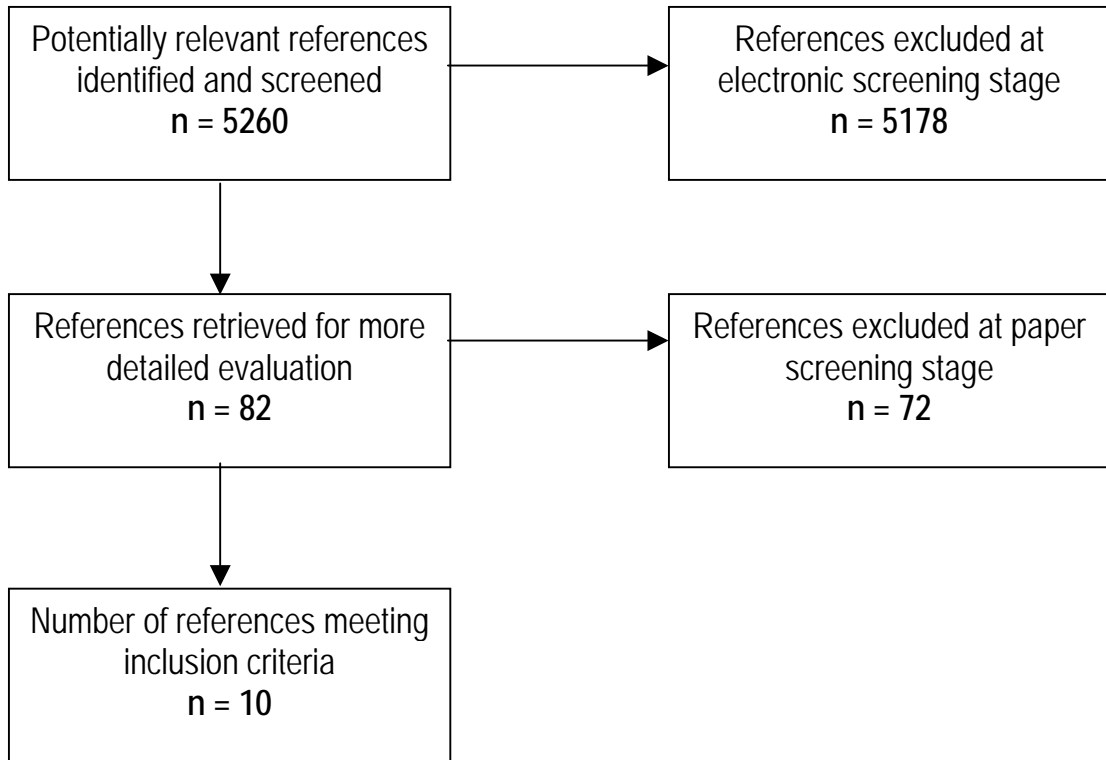 Potentially relevant references
identified and screened
n = 5260
References excluded at
electronic screening stage
n = 5178
References retrieved for more
detailed evaluation
n = 82
References excluded at paper
screening stage
n = 72
Number of references meeting
inclusion criteria
n = 10